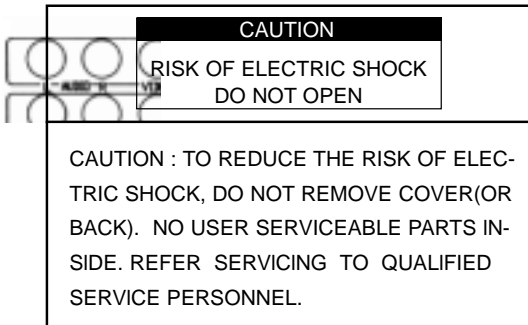 CAUTION
RISK OF ELECTRIC SHOCK
DO NOT OPEN
L AUDIO R
CAUTION : TO REDUCE THE RISK OF ELEC-
TRIC SHOCK, DO NOT REMOVE COVER(OR
BACK). NO USER SERVICEABLE PARTS IN-
SIDE. REFER SERVICING TO QUALIFIED
SERVICE PERSONNEL.